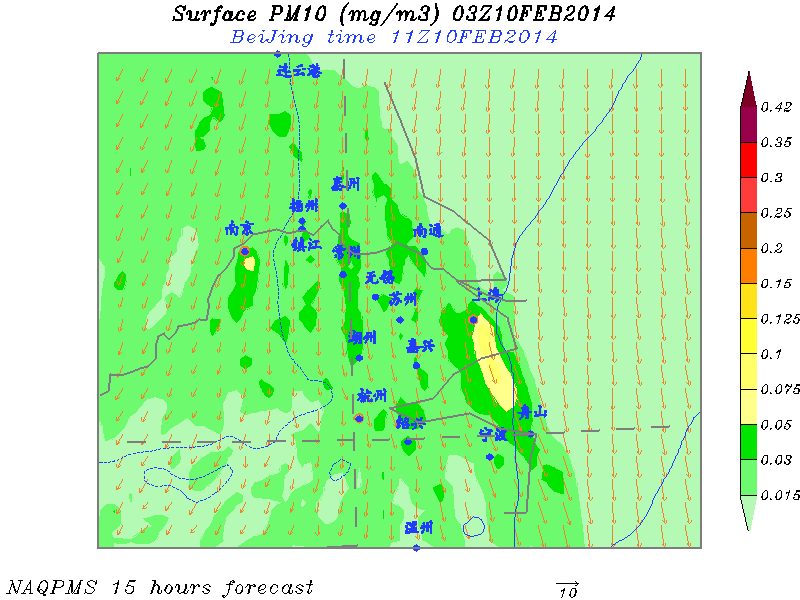 Surface PM10 (mg/m3) 03Z10FEB2014
BeiJing time 11Z10FEB2014
连云港
泰州
扬州
南京
南通
镇江
常州
无锡
上海
苏州
湖州
嘉兴
杭州
舟山
绍兴
宁波
温州
0.42
0.35
0.3
0.25
0.2
0.15
0.125
0.1
0.075
0.05
0.03
0.015
NAQPMS 15 hours forecast
10